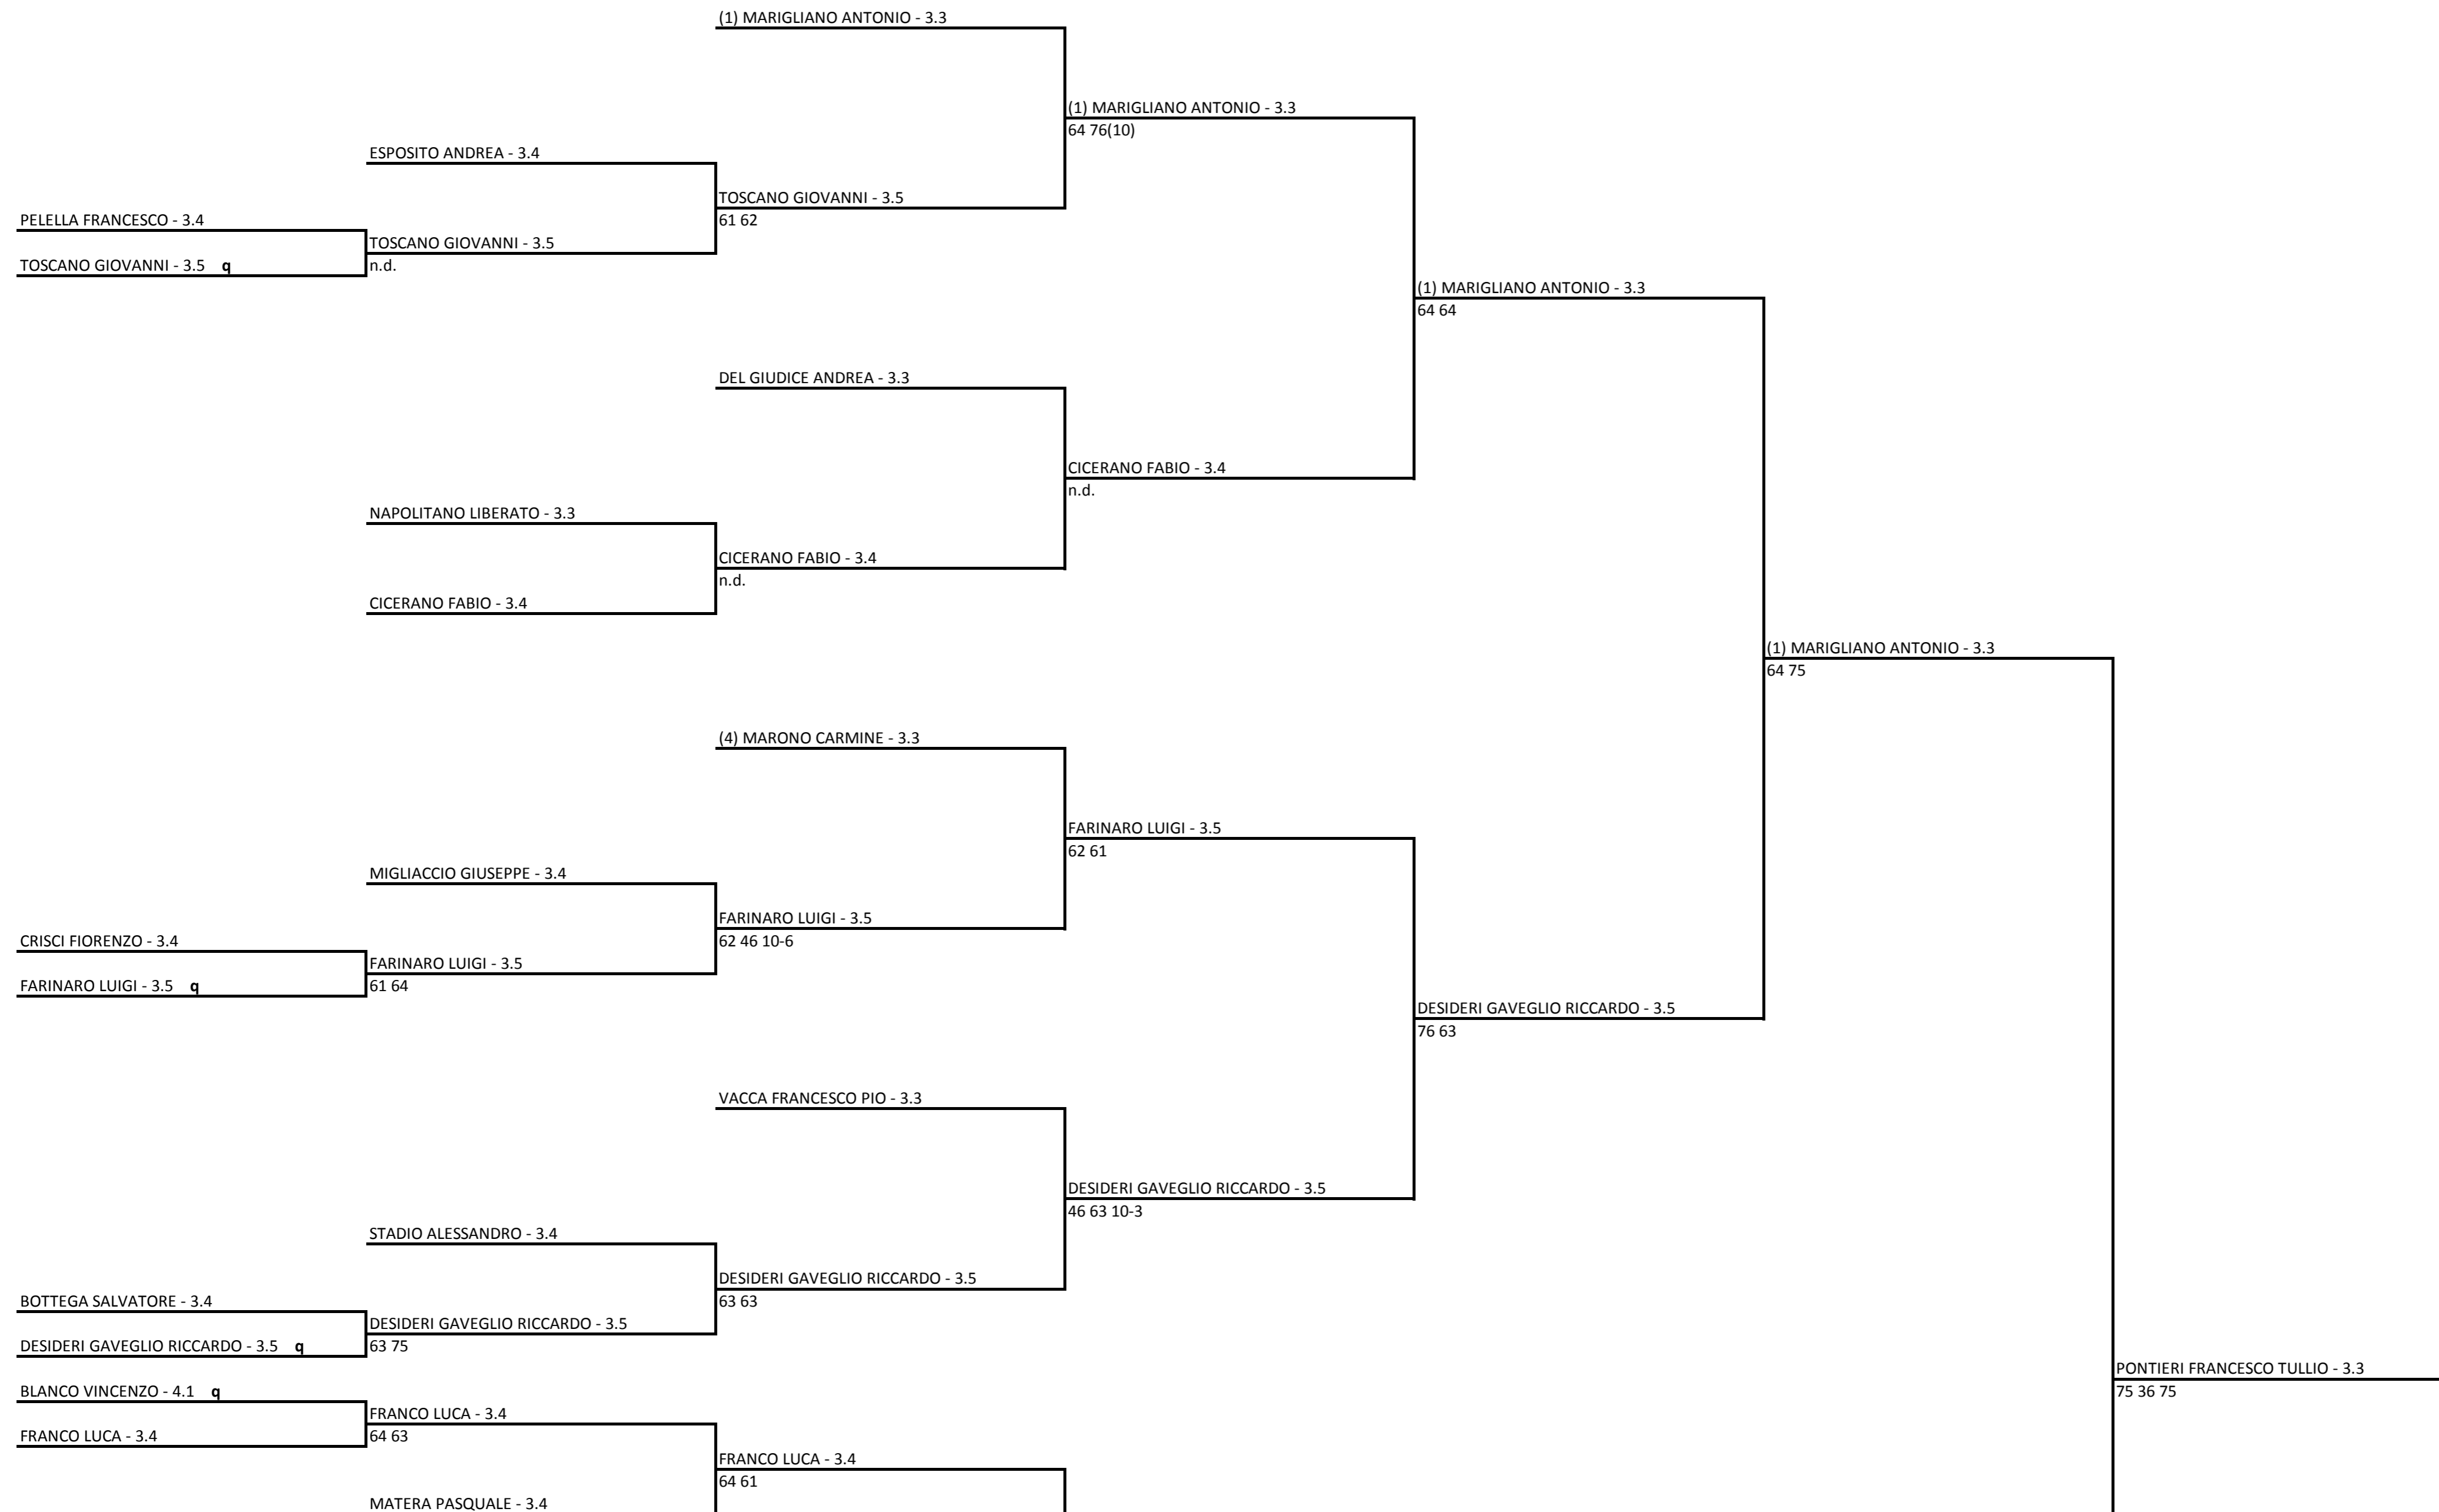 (1) MARIGLIANO ANTONIO - 3.3
(1) MARIGLIANO ANTONIO - 3.3
64 76(10)
ESPOSITO ANDREA - 3.4
TOSCANO GIOVANNI - 3.5
61 62
PELELLA FRANCESCO - 3.4
TOSCANO GIOVANNI - 3.5
TOSCANO GIOVANNI - 3.5 q
n.d.
(1) MARIGLIANO ANTONIO - 3.3
64 64
DEL GIUDICE ANDREA - 3.3
CICERANO FABIO - 3.4
n.d.
NAPOLITANO LIBERATO - 3.3
CICERANO FABIO - 3.4
n.d.
CICERANO FABIO - 3.4
(1) MARIGLIANO ANTONIO - 3.3
64 75
(4) MARONO CARMINE - 3.3
FARINARO LUIGI - 3.5
62 61
MIGLIACCIO GIUSEPPE - 3.4
FARINARO LUIGI - 3.5
62 46 10-6
CRISCI FIORENZO - 3.4
FARINARO LUIGI - 3.5
FARINARO LUIGI - 3.5 q
61 64
DESIDERI GAVEGLIO RICCARDO - 3.5
76 63
VACCA FRANCESCO PIO - 3.3
DESIDERI GAVEGLIO RICCARDO - 3.5
46 63 10-3
STADIO ALESSANDRO - 3.4
DESIDERI GAVEGLIO RICCARDO - 3.5
63 63
BOTTEGA SALVATORE - 3.4
DESIDERI GAVEGLIO RICCARDO - 3.5
DESIDERI GAVEGLIO RICCARDO - 3.5 q
63 75
PONTIERI FRANCESCO TULLIO - 3.3
75 36 75
BLANCO VINCENZO - 4.1 q
FRANCO LUCA - 3.4
FRANCO LUCA - 3.4
64 63
FRANCO LUCA - 3.4
64 61
MATERA PASQUALE - 3.4